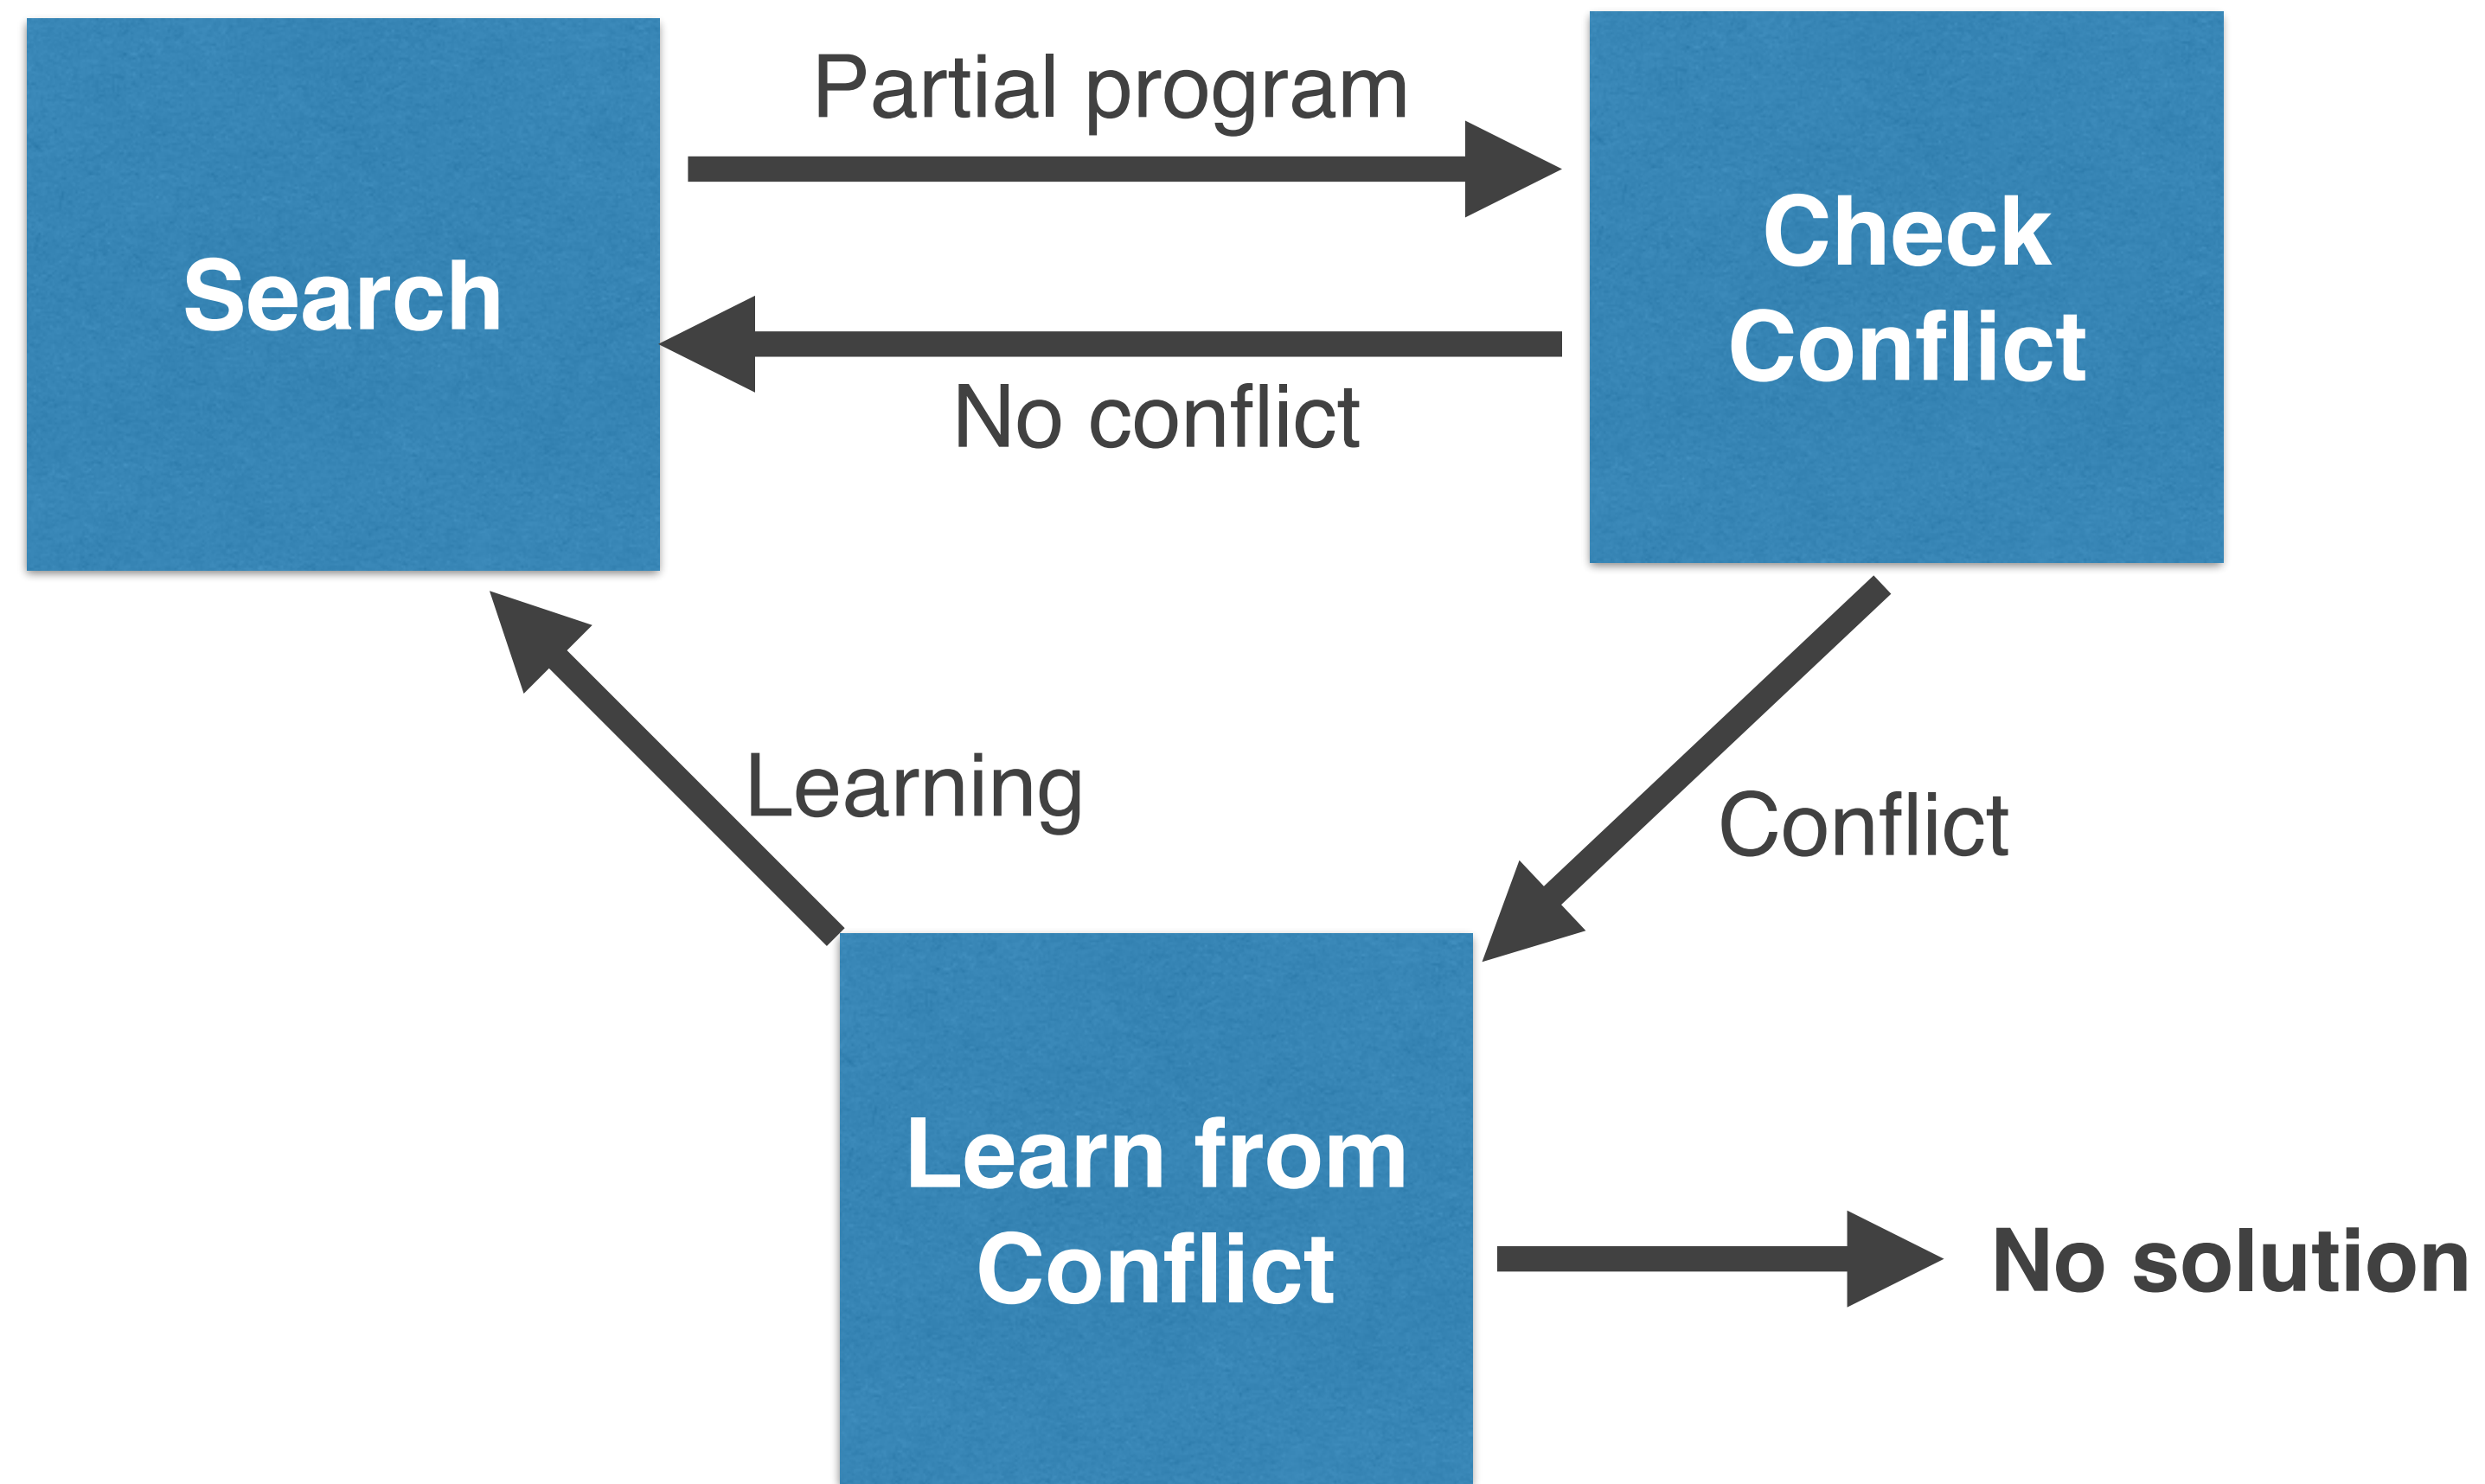 Partial program
Search
Check
Conflict
No conflict
Learning
Conflict
Learn from
Conflict
No solution